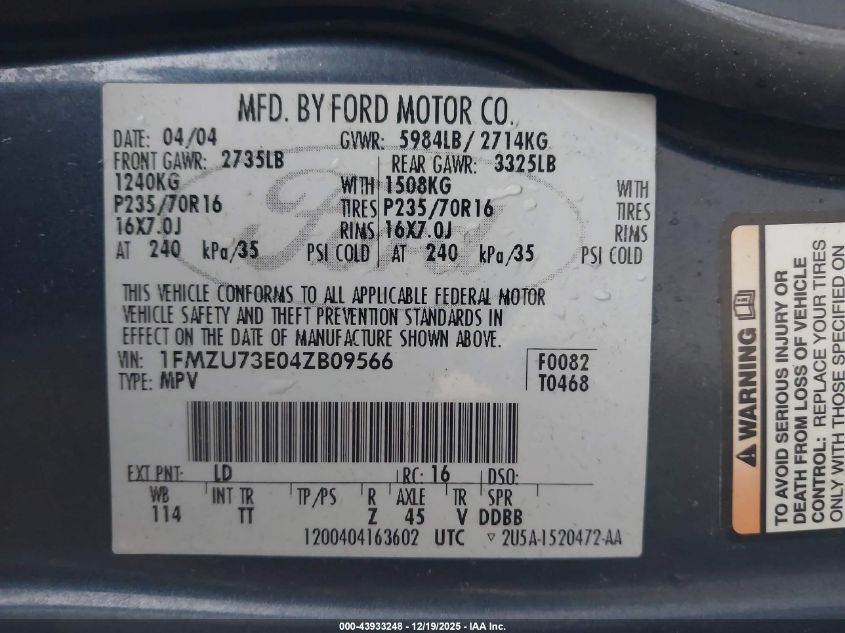 MFD. BY FORD MOTOR CO.
DATE: 04/04 GVWR: 5984LB/ 2714KG
FRONT GAWR: 2735LB REAR GAWR: 3325LB
1240KG WITH 1508KG WITH
P235/70R16 TIRES P235/70R16 TIRES
16X7.0J RIMS 16X7.0J RIMS
AT 240 kPa/35 PSI COLD AT 240 kPa/35 PSI COLD
Ford
THIS VEHICLE CONFORMS TO ALL APPLICABLE FEDERAL MOTOR
VEHICLE SAFETY AND THEFT PREVENTION STANDARDS IN
EFFECT ON THE DATE OF MANUFACTURE SHOWN ABOVE.
VIN: 1FMZU73E04ZB09566 F0082
TYPE: MPV T0468
EXT PNT: LD RC: 16 DSO:
WB INT TR TP/PS R AXLE TR SPR
114 TT Z 45 V DDBB
1200404163602 UTC ▿ 2U5A-1520472-AA
WARNING
TO AVOID SERIOUS INJURY OR
DEATH FROM LOSS OF VEHICLE
CONTROL: REPLACE YOUR TIRES
ONLY WITH THOSE SPECIFIED ON
000-43933248 - 12/19/2025 - IAA Inc.